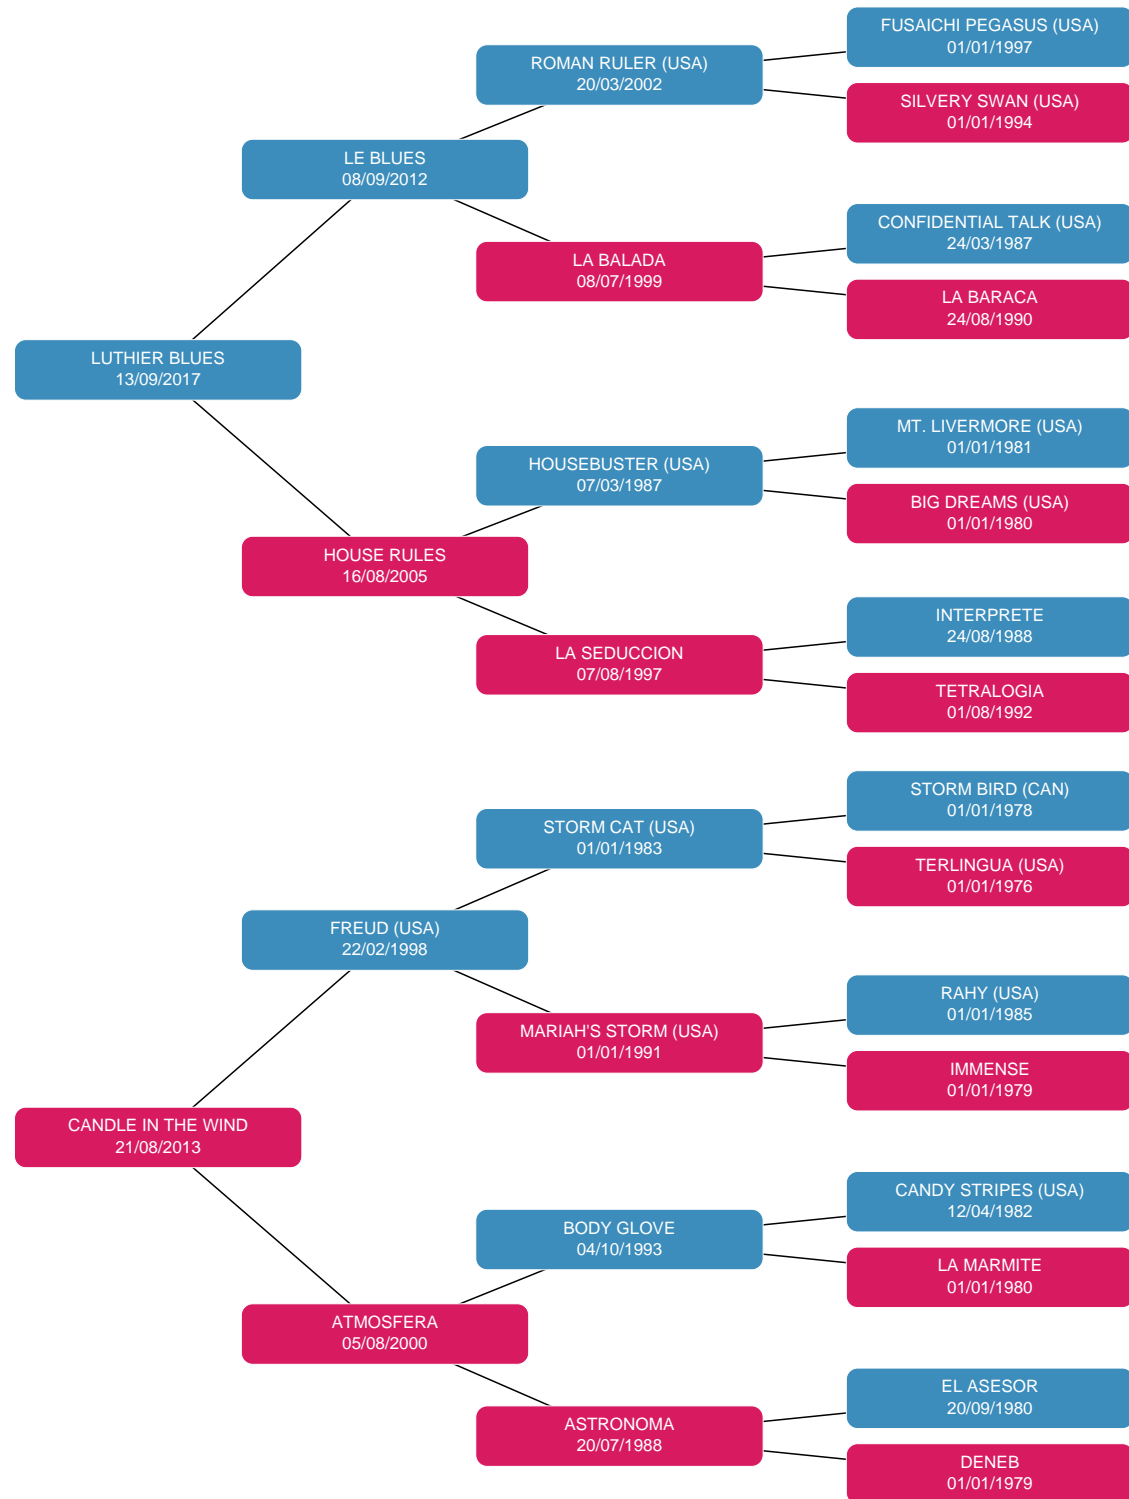 FUSAICHI PEGASUS (USA)
01/01/1997
ROMAN RULER (USA)
20/03/2002
SILVERY SWAN (USA)
01/01/1994
LE BLUES
08/09/2012
CONFIDENTIAL TALK (USA)
24/03/1987
LA BALADA
08/07/1999
LA BARACA
24/08/1990
LUTHIER BLUES
13/09/2017
MT. LIVERMORE (USA)
01/01/1981
HOUSEBUSTER (USA)
07/03/1987
BIG DREAMS (USA)
01/01/1980
HOUSE RULES
16/08/2005
INTERPRETE
24/08/1988
LA SEDUCCION
07/08/1997
TETRALOGIA
01/08/1992
STORM BIRD (CAN)
01/01/1978
STORM CAT (USA)
01/01/1983
TERLINGUA (USA)
01/01/1976
FREUD (USA)
22/02/1998
RAHY (USA)
01/01/1985
MARIAH'S STORM (USA)
01/01/1991
IMMENSE
01/01/1979
CANDLE IN THE WIND
21/08/2013
CANDY STRIPES (USA)
12/04/1982
BODY GLOVE
04/10/1993
LA MARMITE
01/01/1980
ATMOSFERA
05/08/2000
EL ASESOR
20/09/1980
ASTRONOMA
20/07/1988
DENEB
01/01/1979